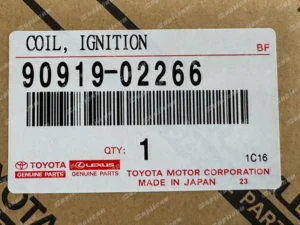 COIL, IGNITION
BF
90919-02266
QTY: 1
1C16
TOYOTA LEXUS TOYOTA MOTOR CORPORATION
GENUINE PARTS GENUINE PARTS MADE IN JAPAN 23
TOYOTA